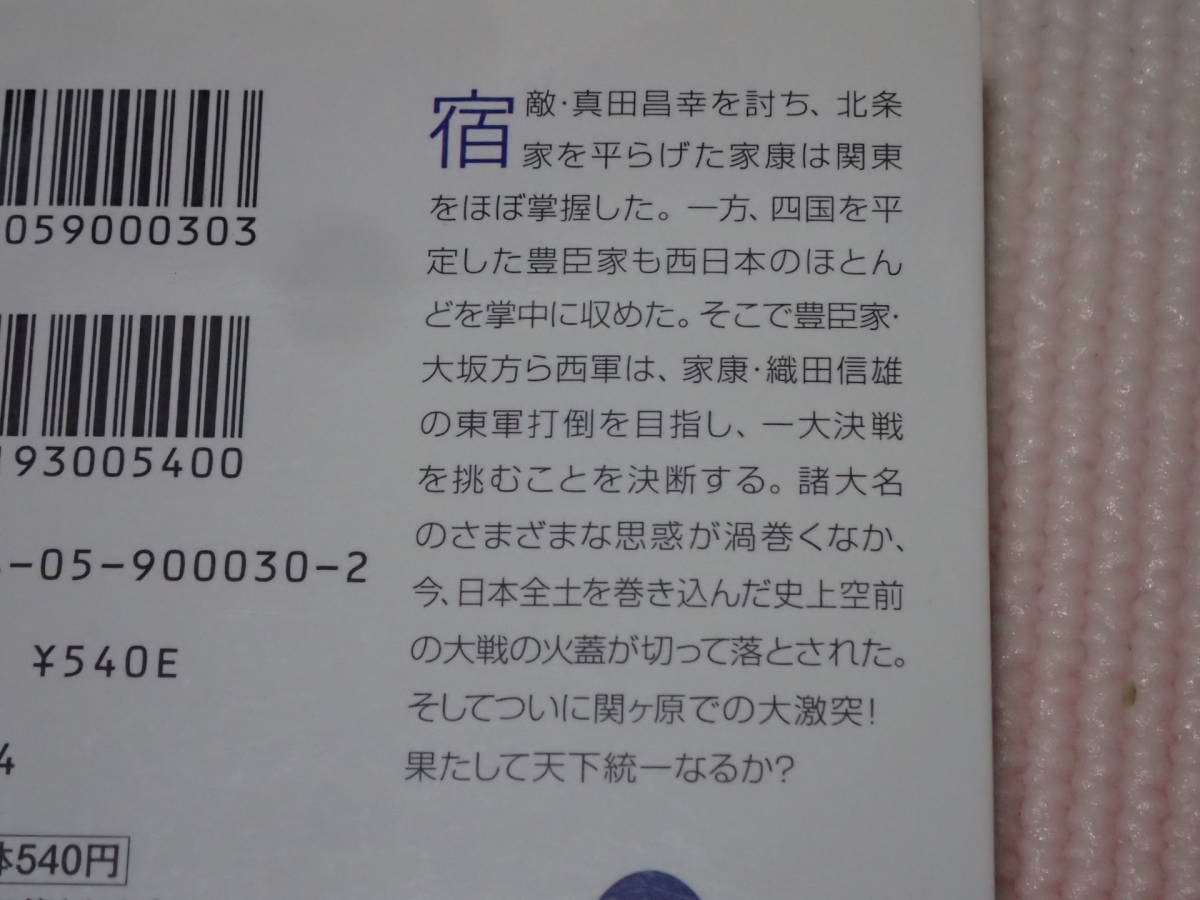 059000303
193005400
-05-900030-2
¥540E
4
体540円
宿敵・真田昌幸を討ち、北条
家を平らげた家康は関東
をほぼ掌握した。一方、四国を平
定した豊臣家も西日本のほとん
どを掌中に収めた。そこで豊臣家・
大坂方ら西軍は、家康・織田信雄
の東軍打倒を目指し、一大決戦
を挑むことを決断する。諸大名
のさまざまな思惑が渦巻くなか、
今、日本全土を巻き込んだ史上空前
の大戦の火蓋が切って落とされた。
そしてついに関ヶ原での大激突!
果たして天下統一なるか?